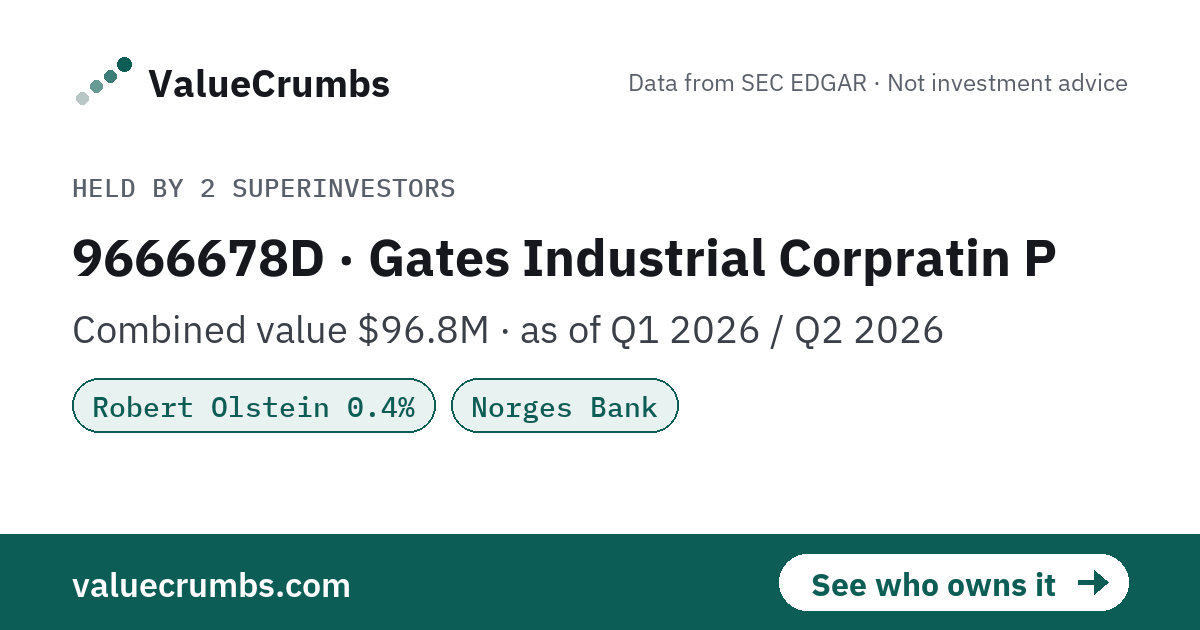 ValueCrumbs
Data from SEC EDGAR · Not investment advice
HELD BY 2 SUPERINVESTORS
9666678D · Gates Industrial Corpratin P
Combined value $96.8M · as of Q1 2026 / Q2 2026
Robert Olstein 0.4%
Norges Bank
valuecrumbs.com
See who owns it